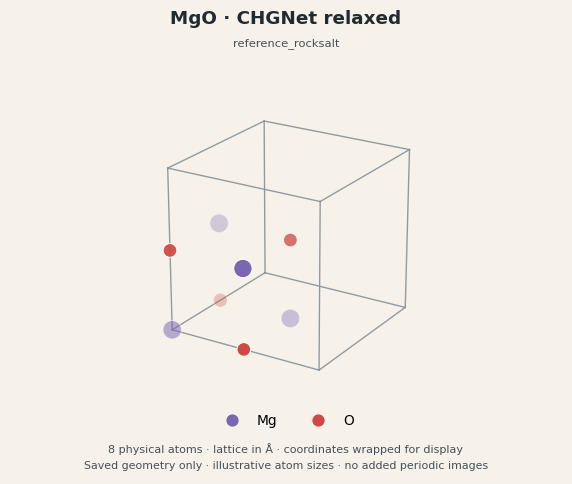 MgO · CHGNet relaxed
reference_rocksalt
Mg O
8 physical atoms · lattice in Å · coordinates wrapped for display
Saved geometry only · illustrative atom sizes · no added periodic images